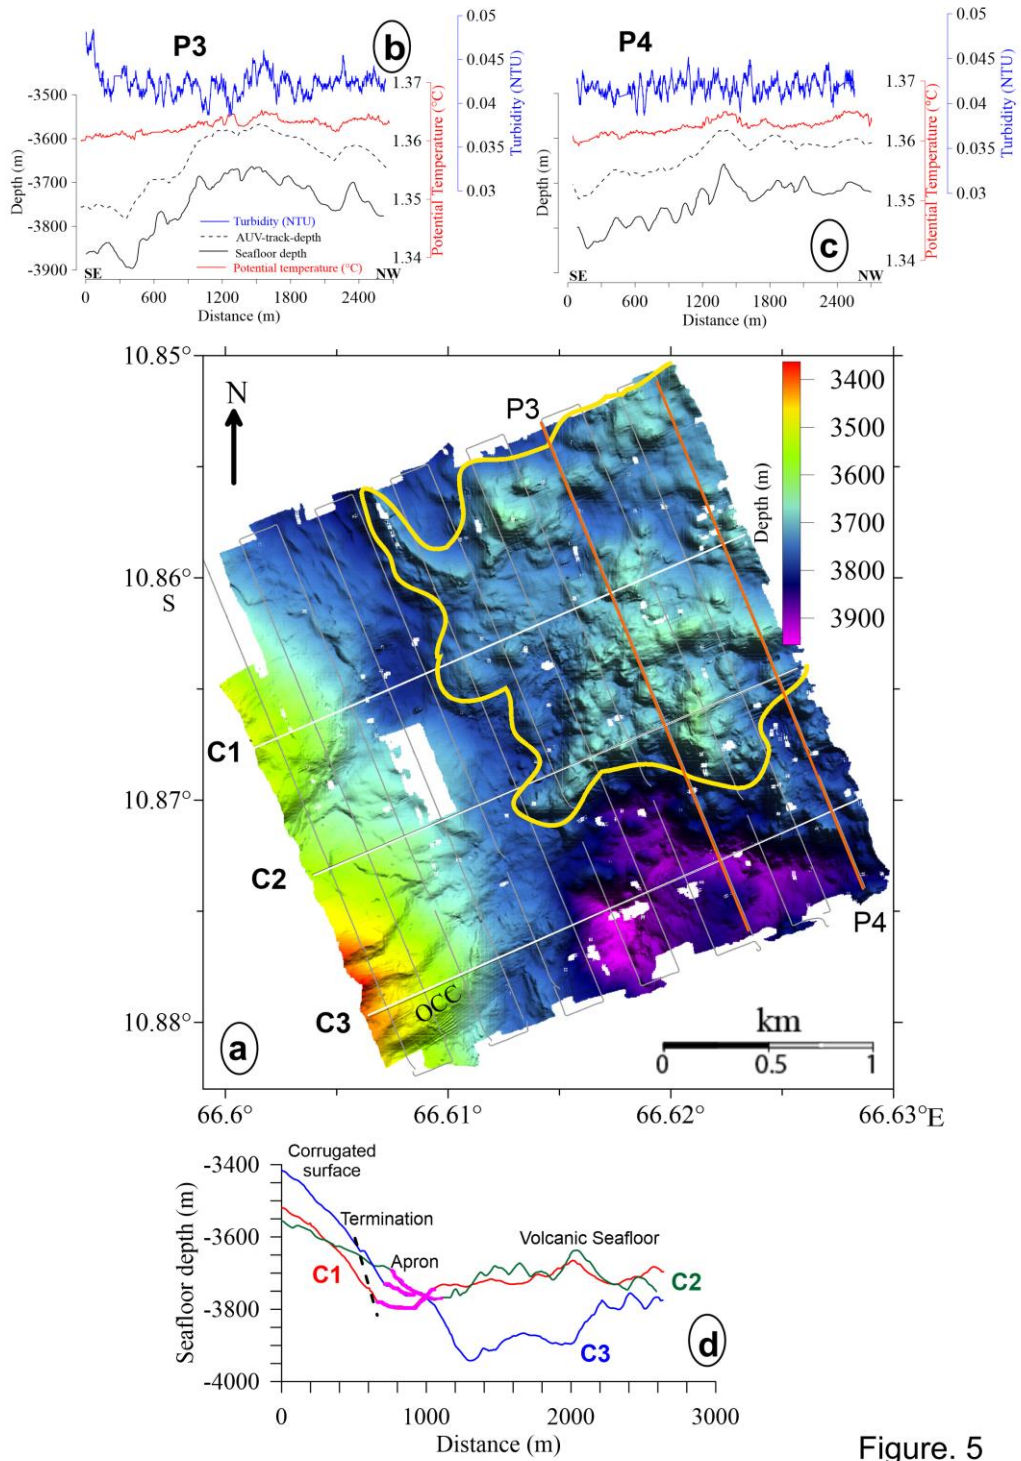 P3
b
0.05
0.045
0.04
0.035
0.03
Turbidity (NTU)
1.37
1.36
1.35
1.34
Potential Temperature (°C)
-3500
-3600
-3700
-3800
-3900
Depth (m)
Turbidity (NTU)
AUV-track-depth
Seafloor depth
Potential temperature (°C)
SE
NW
0
600
1200
1800
2400
Distance (m)
P4
c
0.05
0.045
0.04
0.035
0.03
Turbidity (NTU)
1.37
1.36
1.35
1.34
Potential Temperature (°C)
Depth (m)
SE
NW
0
600
1200
1800
2400
Distance (m)
10.85°
10.86°
S
10.87°
10.88°
N
P3
3400
3500
3600
3700
3800
3900
Depth (m)
C1
C2
C3
OCC
P4
a
km
0
0.5
1
66.6°
66.61°
66.62°
66.63°E
-3400
-3600
-3800
-4000
Seafloor depth (m)
Corrugated
surface
Termination
Apron
Volcanic Seafloor
C1
C2
C3
d
0
1000
2000
3000
Distance (m)
Figure. 5